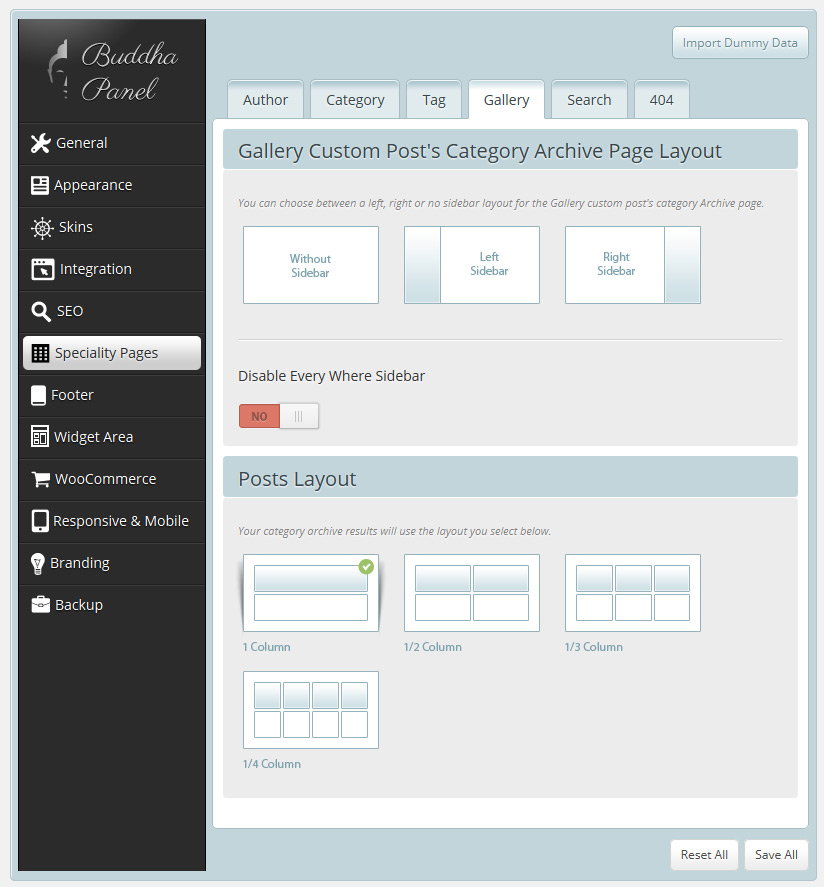 Buddha
Panel
Import Dummy Data
Author
Category
Tag
Gallery
Search
404
General
Appearance
Skins
Integration
SEO
Speciality Pages
Footer
Widget Area
WooCommerce
Responsive & Mobile
Branding
Backup
Gallery Custom Post's Category Archive Page Layout
You can choose between a left, right or no sidebar layout for the Gallery custom post's category Archive page.
Without
Sidebar
Left
Sidebar
Right
Sidebar
Disable Every Where Sidebar
NO
Posts Layout
Your category archive results will use the layout you select below.
1 Column
1/2 Column
1/3 Column
1/4 Column
Reset All
Save All